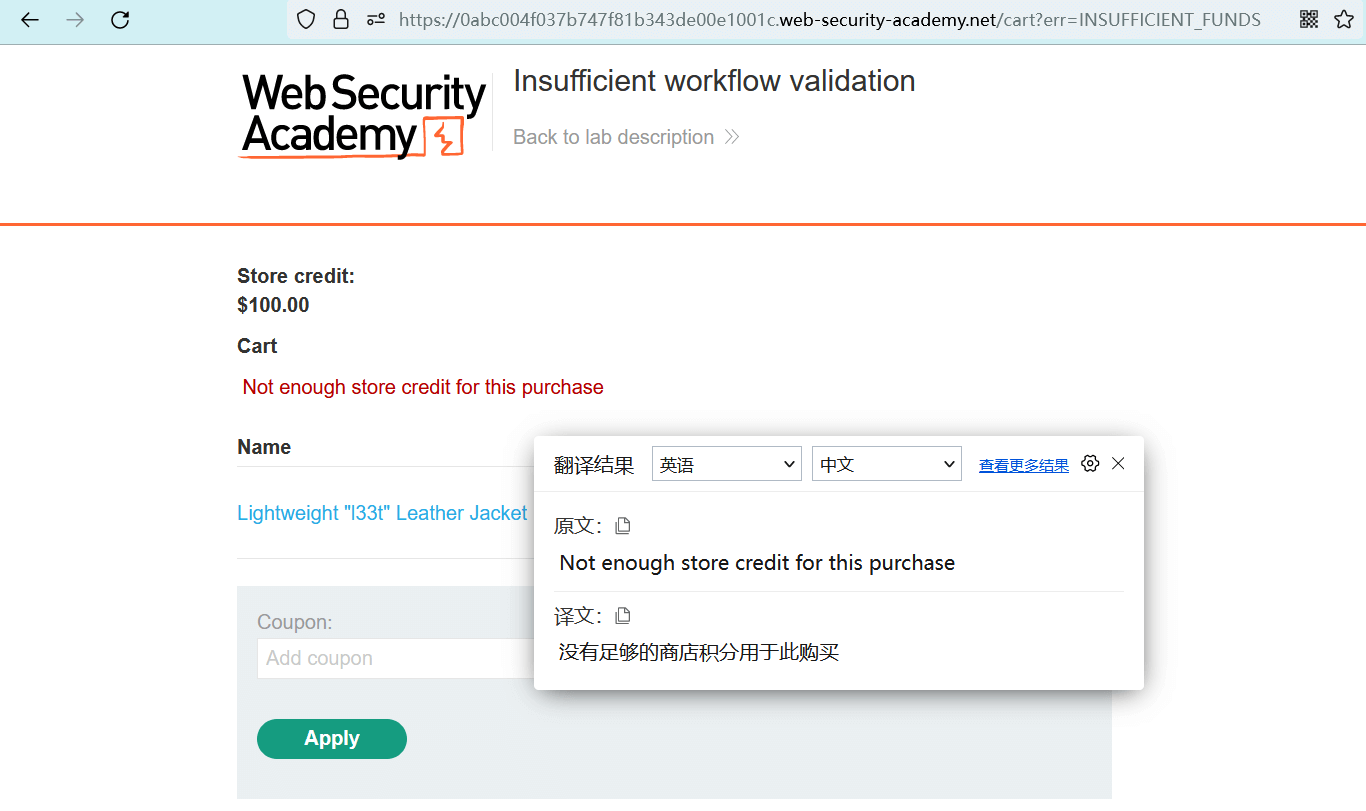 https://0abc004f037b747f81b343de00e1001c.web-security-academy.net/cart?err=INSUFFICIENT_FUNDS
Web Security
Academy
Insufficient workflow validation
Back to lab description
Store credit:
$100.00
Cart
Not enough store credit for this purchase
Name
Lightweight "l33t" Leather Jacket
翻译结果 英语 中文 查看更多结果
原文：
Not enough store credit for this purchase
译文：
没有足够的商店积分用于此购买
Coupon:
Add coupon
Apply